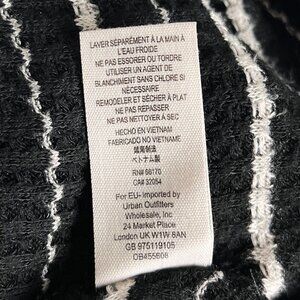 LAVER SÉPARÉMENT À LA MAIN À
L'EAU FROIDE
NE PAS ESSORER OU TORDRE
UTILISER UN AGENT DE
BLANCHIMENT SANS CHLORE SI
NÉCESSAIRE
REMODELER ET SÉCHER À PLAT
NE PAS REPASSER
NE PAS NETTOYER À SEC
HECHO EN VIETNAM
FABRICADO NO VIETNAME
越南制造
ベトナム製
RN# 66170
CA# 32054
For EU- imported by
Urban Outfitters
Wholesale, Inc
24 Market Place
London UK W1W 8AN
GB 975119105
OB455608